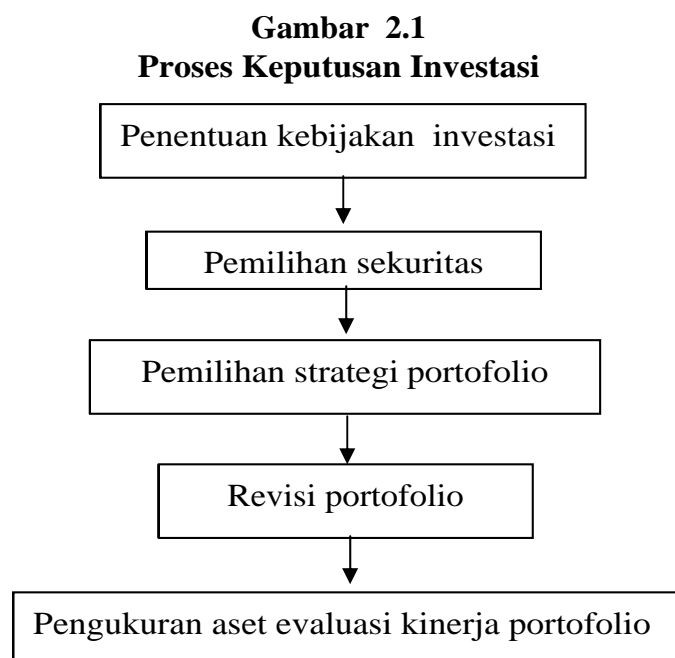 Gambar 2.1
Proses Keputusan Investasi
Penentuan kebijakan investasi
Pemilihan sekuritas
Pemilihan strategi portofolio
Revisi portofolio
Pengukuran aset evaluasi kinerja portofolio